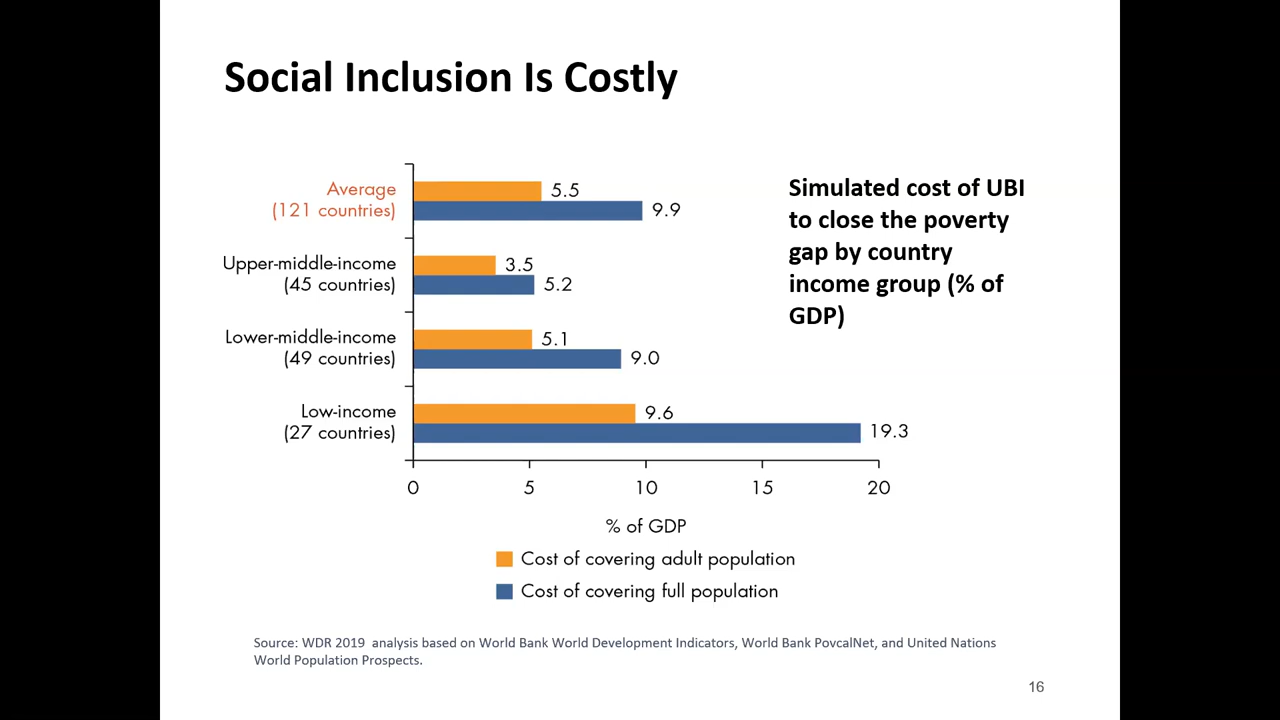 Social Inclusion Is Costly
Average
(121 countries)
5.5
9.9
Upper-middle-income
(45 countries)
3.5
5.2
Lower-middle-income
(49 countries)
5.1
9.0
Low-income
(27 countries)
9.6
19.3
0 5 10 15 20
% of GDP
Cost of covering adult population
Cost of covering full population
Simulated cost of UBI
to close the poverty
gap by country
income group (% of
GDP)
Source: WDR 2019 analysis based on World Bank World Development Indicators, World Bank PovcalNet, and United Nations
World Population Prospects.
16